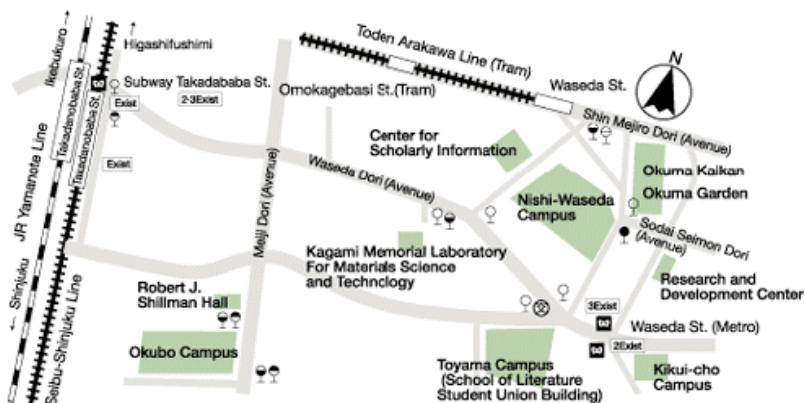 Ikebukuro →
Higashifushimi
Takadanobaba St.
Takadanobaba St.
Exist
Subway Takadababa St.
2-3Exist
Exist
JR Yamanote Line
← Shinjuku
Seibu-Shinjuku Line
Toden Arakawa Line (Tram)
Omokagebasi St.(Tram)
Waseda St.
N
Shin Mejiro Dori (Avenue)
Center for
Scholarly Information
Meiji Dori (Avenue)
Waseda Dori (Avenue)
Okuma Kaikan
Okuma Garden
Nishi-Waseda
Campus
Sodai Seimon Dori
(Avenue)
Kagami Memorial Laboratory
For Materials Science
and Technology
Research and
Development Center
Robert J.
Shillman Hall
Okubo Campus
3Exist
Waseda St. (Metro)
2Exist
Toyama Campus
(School of Literature
Student Union Building)
Kikui-cho
Campus